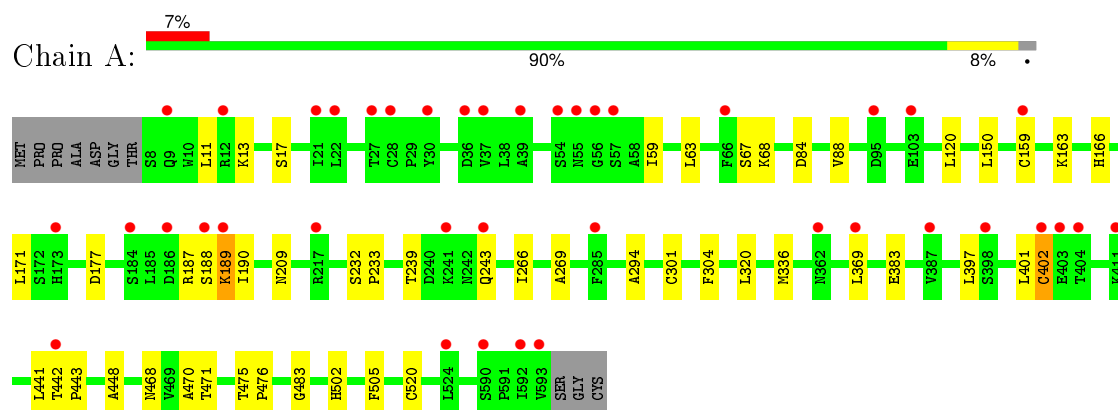 7%
Chain A:
90%
8%
•
MET PRO PRO ALA ASP GLY THR S8 Q9 W10 L11 R12 K13 S17 I21 L22 T27 C28 P29 Y30 D36 V37 L38 A39 S54 N55 G56 S57 A58 I59 L63 F66 S67 K68 D84 V88 D95 E103 L120 L150 C159 K163 H166
L171 S172 H173 D177 S184 L185 D186 R187 S188 K189 I190 N209 R217 S232 P233 T239 D240 K241 N242 Q243 I266 A269 F285 A294 C301 F304 L320 M336 N362 L369 E383 V387 L397 S398 L401 C402 E403 T404 K411
L441 T442 P443 A448 N468 V469 A470 T471 T475 P476 G483 H502 F505 C520 L524 S590 P591 I592 V593 SER GLY CYS